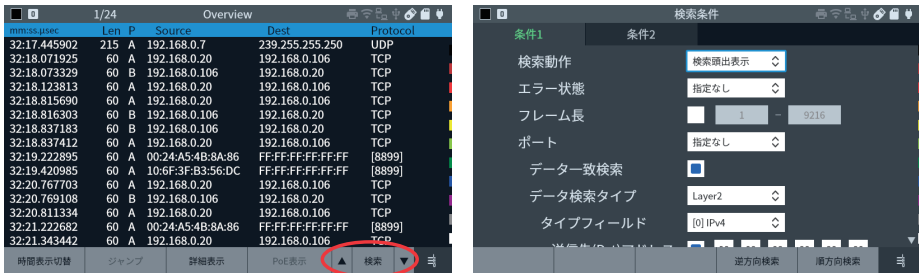 0 1/24 Overview
mm:ss.μsec Len P Source Dest Protocol
32:17.445902 215 A 192.168.0.7 239.255.255.250 UDP
32:18.071925 60 A 192.168.0.20 192.168.0.106 TCP
32:18.073329 60 B 192.168.0.106 192.168.0.20 TCP
32:18.123813 60 A 192.168.0.20 192.168.0.106 TCP
32:18.815690 60 A 192.168.0.20 192.168.0.106 TCP
32:18.816303 60 B 192.168.0.106 192.168.0.20 TCP
32:18.837183 60 B 192.168.0.106 192.168.0.20 TCP
32:18.837412 60 A 192.168.0.20 192.168.0.106 TCP
32:19.222895 60 A 00:24:A5:4B:8A:86 FF:FF:FF:FF:FF:FF [8899]
32:19.420985 60 A 10:6F:3F:B3:56:DC FF:FF:FF:FF:FF:FF [8899]
32:20.767703 60 A 192.168.0.20 192.168.0.106 TCP
32:20.769108 60 B 192.168.0.106 192.168.0.20 TCP
32:20.811334 60 A 192.168.0.20 192.168.0.106 TCP
32:21.222682 60 A 00:24:A5:4B:8A:86 FF:FF:FF:FF:FF:FF [8899]
32:21.343442 60 A 192.168.0.20 192.168.0.106 TCP
時間表示切替 ジャンプ 詳細表示 PoE表示 ▲ 検索 ▼
0 検索条件
条件1 条件2
検索動作 検索頭出表示
エラー状態 指定なし
フレーム長 1 - 9216
ポート 指定なし
データ一致検索
データ検索タイプ Layer2
タイプフィールド [0] IPv4
逆方向検索 順方向検索